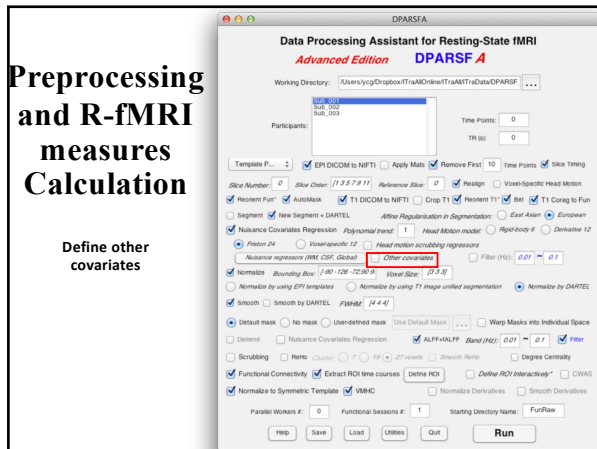 Preprocessing
and R-fMRI
measures
Calculation
Define other
covariates
DPARSFA
Data Processing Assistant for Resting-State fMRI
Advanced Edition DPARSF A
Working Directory: /Users/ycg/Dropbox/ITraAllOnline/ITraAll/ITraData/DPARSF ...
Participants:
Sub_001
Sub_002
Sub_003
Time Points: 0
TR (s): 0
Template P... EPI DICOM to NIFTI Apply Mats Remove First 10 Time Points Slice Timing
Slice Number: 0 Slice Order: [1 3 5 7 9 11 Reference Slice: 0 Realign Voxel-Specific Head Motion
Reorient Fun* AutoMask T1 DICOM to NIFTI Crop T1 Reorient T1* Bet T1 Coreg to Fun
Segment New Segment + DARTEL Affine Regularisation in Segmentation: East Asian European
Nuisance Covariates Regression Polynomial trend: 1 Head Motion model: Rigid-body 6 Derivative 12
Friston 24 Voxel-specific 12 Head motion scrubbing regressors
Nuisance regressors (WM, CSF, Global) Other covariates Filter (Hz): 0.01 ~ 0.1
Normalize Bounding Box: [-90 -126 -72;90 9 Voxel Size: [3 3 3]
Normalize by using EPI templates Normalize by using T1 image unified segmentation Normalize by DARTEL
Smooth Smooth by DARTEL FWHM: [4 4 4]
Default mask No mask User-defined mask Use Default Mask ... Warp Masks into Individual Space
Detrend Nuisance Covariates Regression ALFF+fALFF Band (Hz): 0.01 ~ 0.1 Filter
Scrubbing ReHo Cluster: 7 19 27 voxels Smooth ReHo Degree Centrality
Functional Connectivity Extract ROI time courses Define ROI Define ROI Interactively* CWAS
Normalize to Symmetric Template VMHC Normalize Derivatives Smooth Derivatives
Parallel Workers #: 0 Functional Sessions #: 1 Starting Directory Name: FunRaw
Help Save Load Utilities Quit Run